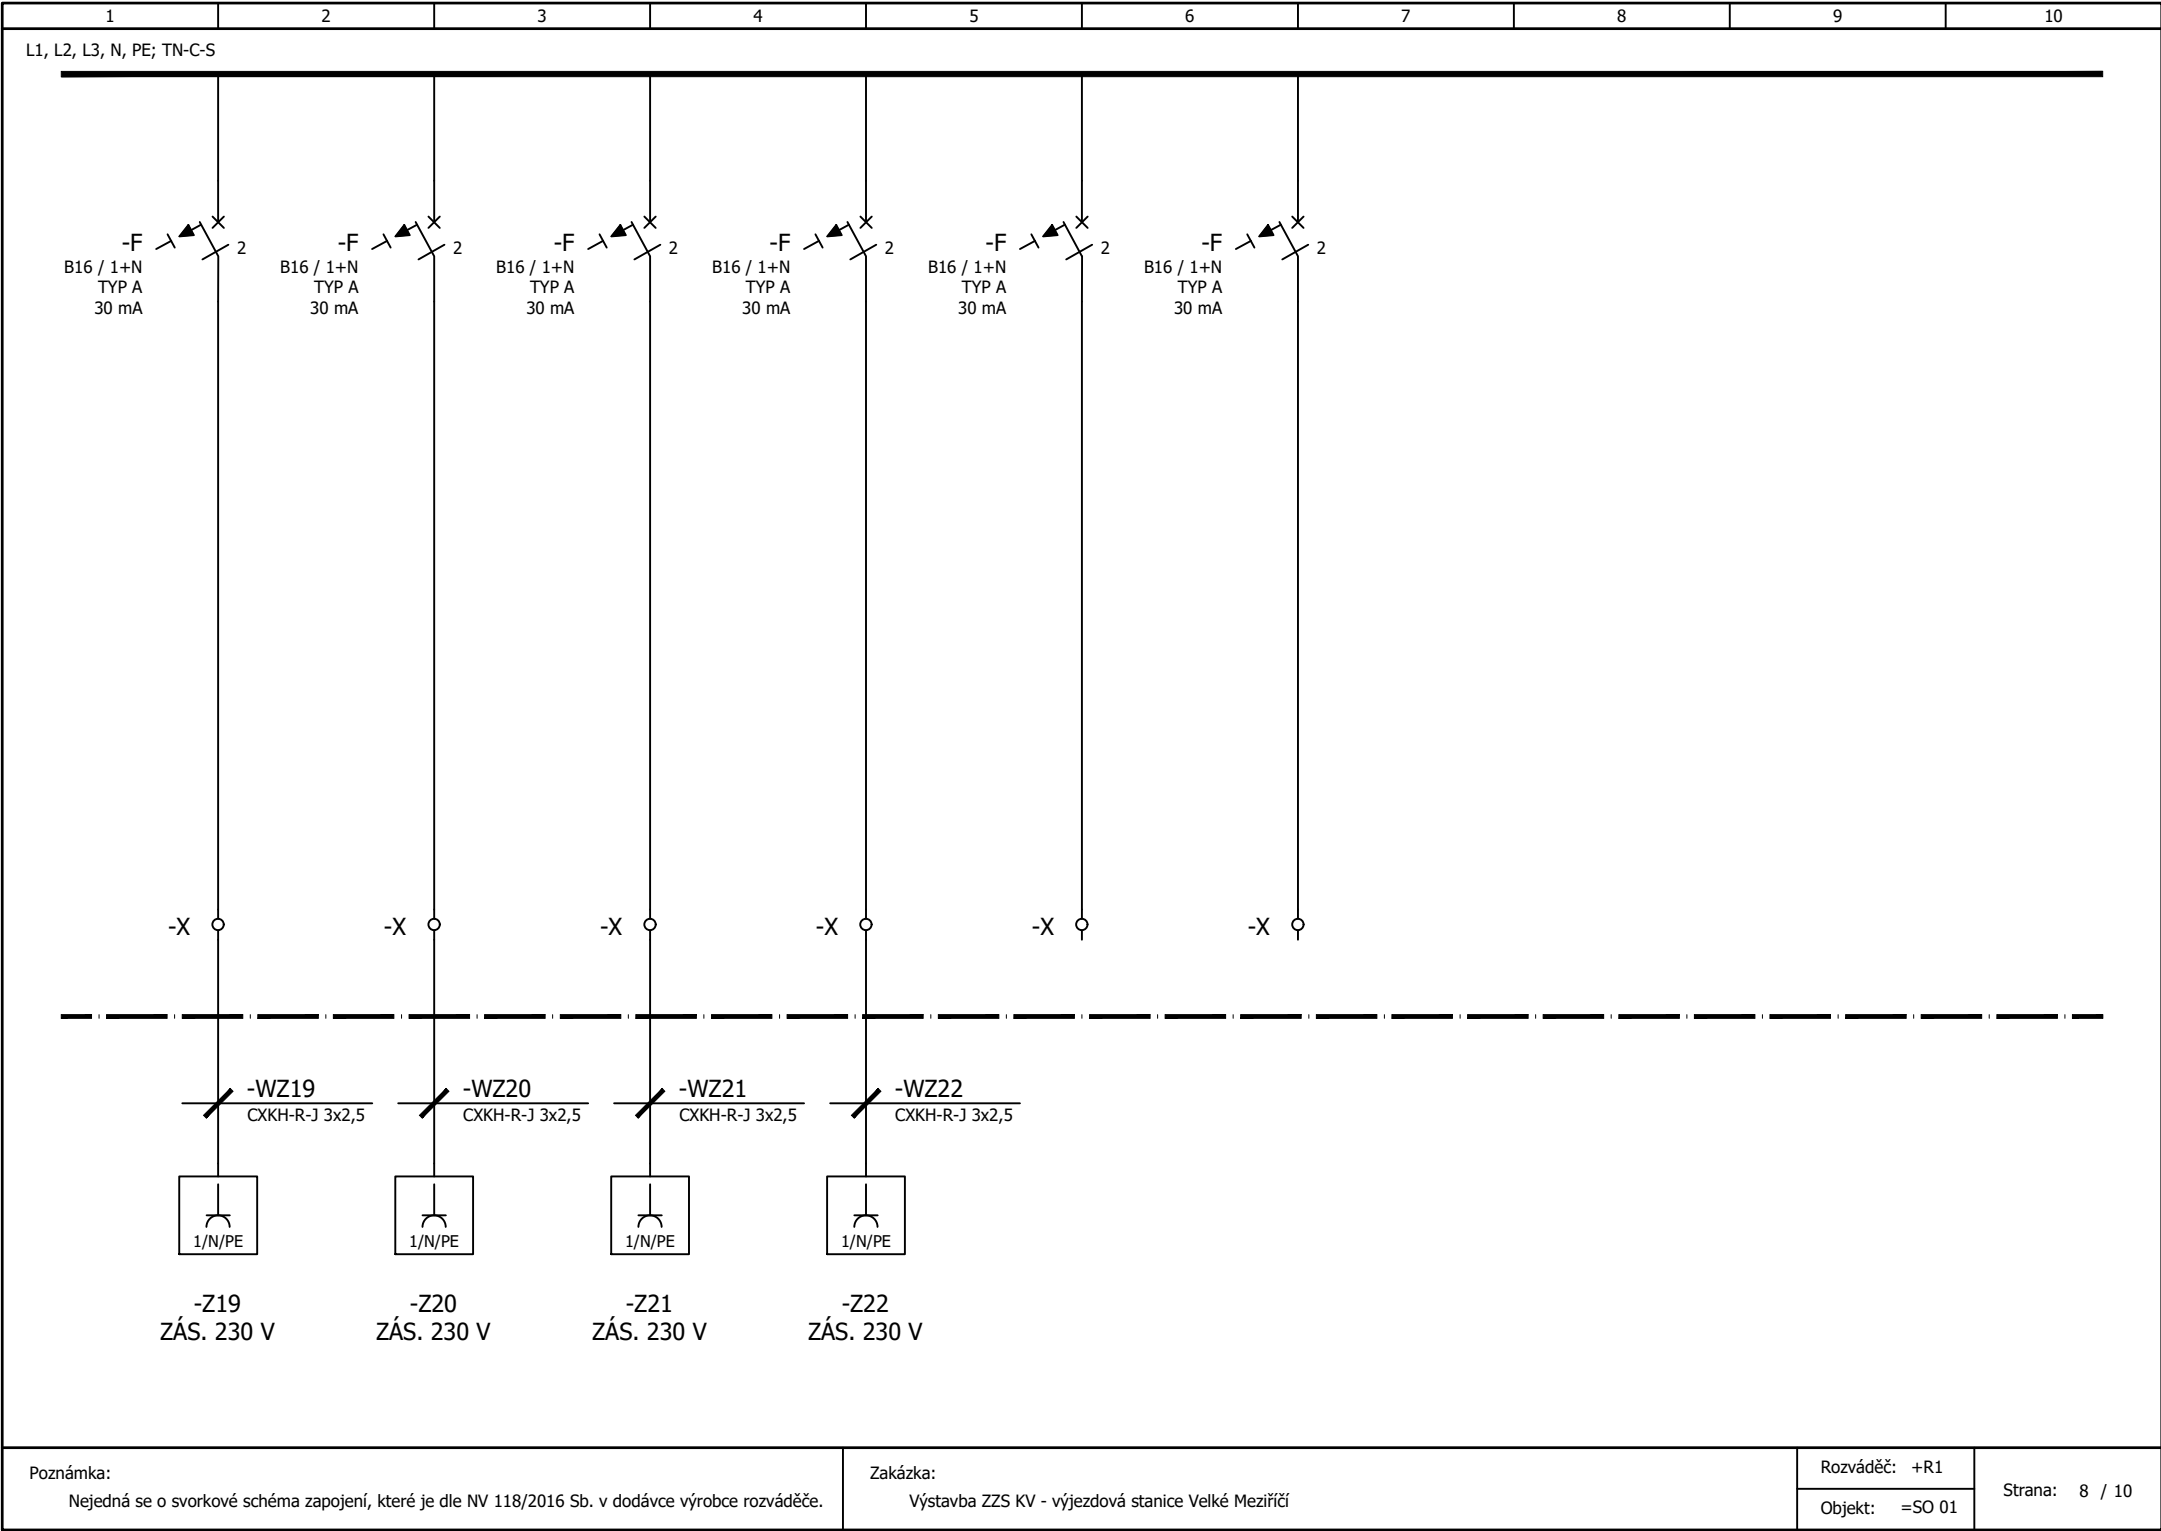 1 2 3 4 5 6 7 8 9 10
L1, L2, L3, N, PE; TN-C-S
-F 2 -F 2 -F 2 -F 2 -F 2 -F 2
B16 / 1+N B16 / 1+N B16 / 1+N B16 / 1+N B16 / 1+N B16 / 1+N
TYP A TYP A TYP A TYP A TYP A TYP A
30 mA 30 mA 30 mA 30 mA 30 mA 30 mA
-X -X -X -X -X -X
-WZ19 -WZ20 -WZ21 -WZ22
CXKH-R-J 3x2,5 CXKH-R-J 3x2,5 CXKH-R-J 3x2,5 CXKH-R-J 3x2,5
1/N/PE 1/N/PE 1/N/PE 1/N/PE
-Z19 -Z20 -Z21 -Z22
ZÁS. 230 V ZÁS. 230 V ZÁS. 230 V ZÁS. 230 V
Poznámka:
Nejedná se o svorkové schéma zapojení, které je dle NV 118/2016 Sb. v dodávce výrobce rozváděče.
Zakázka:
Výstavba ZZS KV - výjezdová stanice Velké Meziříčí
Rozváděč: +R1
Objekt: =SO 01
Strana: 8 / 10